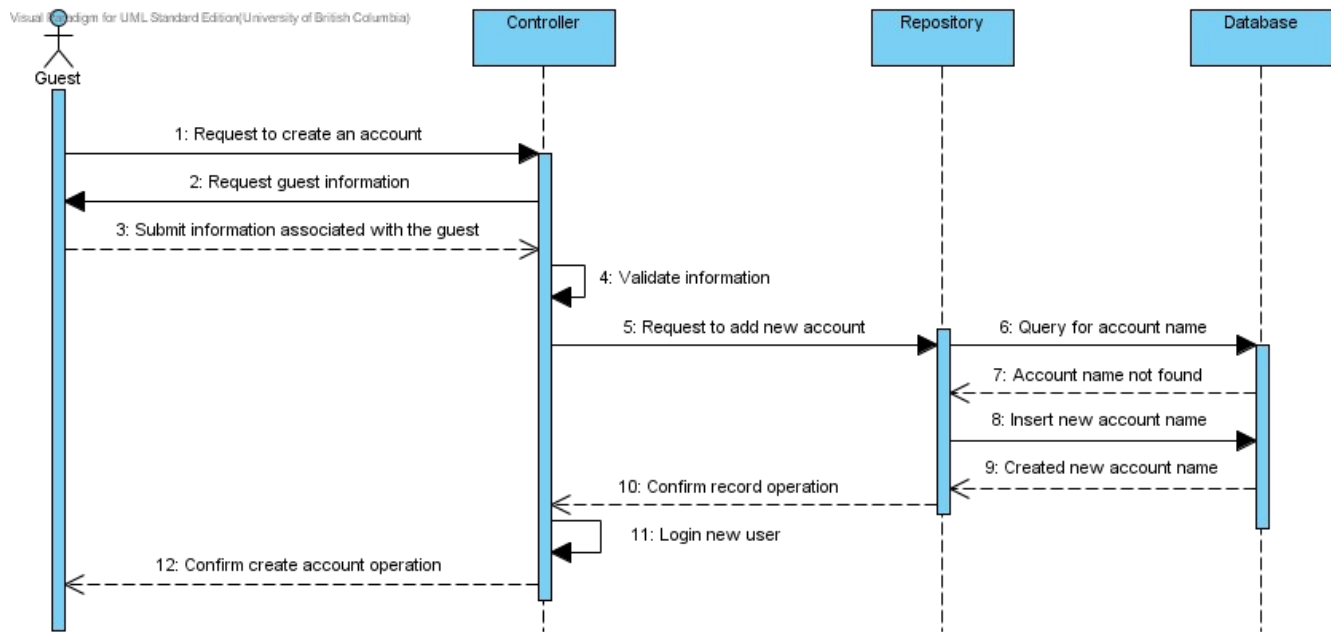 Visual Paradigm for UML Standard Edition(University of British Columbia)
Controller
Repository
Database
Guest
1: Request to create an account
2: Request guest information
3: Submit information associated with the guest
4: Validate information
5: Request to add new account
6: Query for account name
7: Account name not found
8: Insert new account name
9: Created new account name
10: Confirm record operation
11: Login new user
12: Confirm create account operation